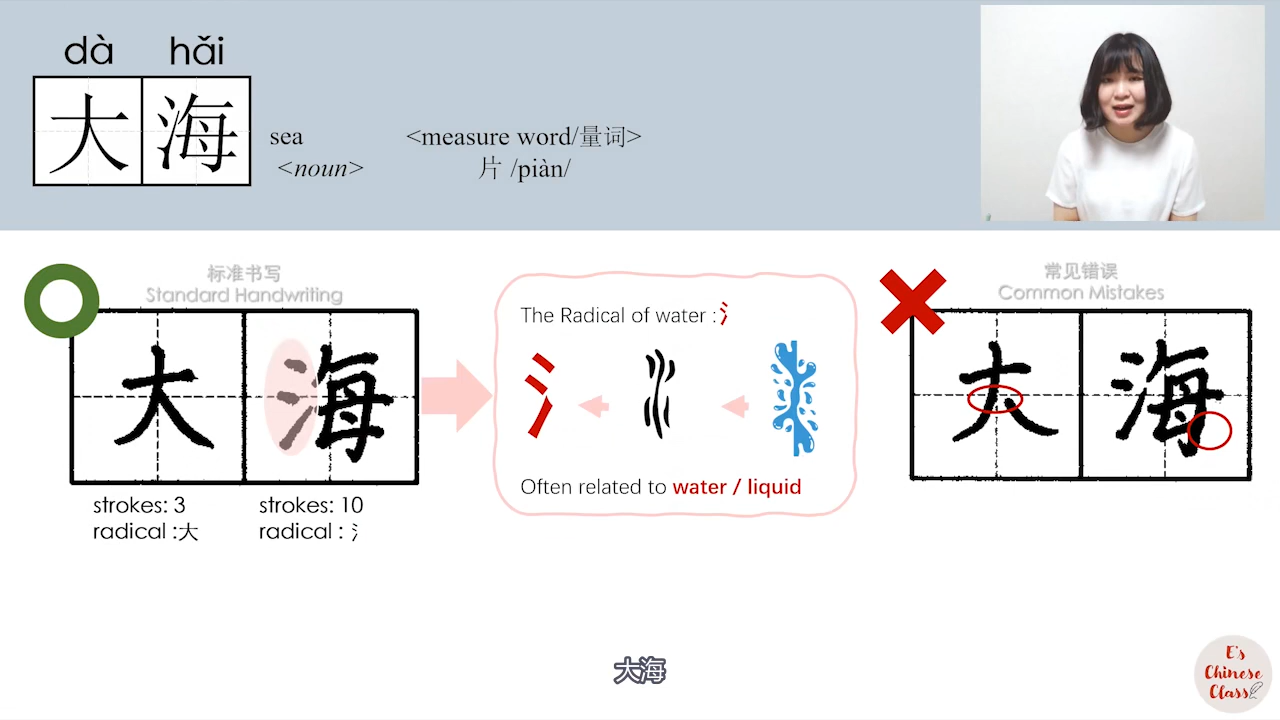 dà hǎi
大海
sea
<noun>
<measure word/量词>
片 /piàn/
标准书写
Standard Handwriting
大海
strokes: 3
radical :大
strokes: 10
radical : 氵
The Radical of water : 氵
氵
Often related to water / liquid
常见错误
Common Mistakes
大海
大海
E's
Chinese
Class